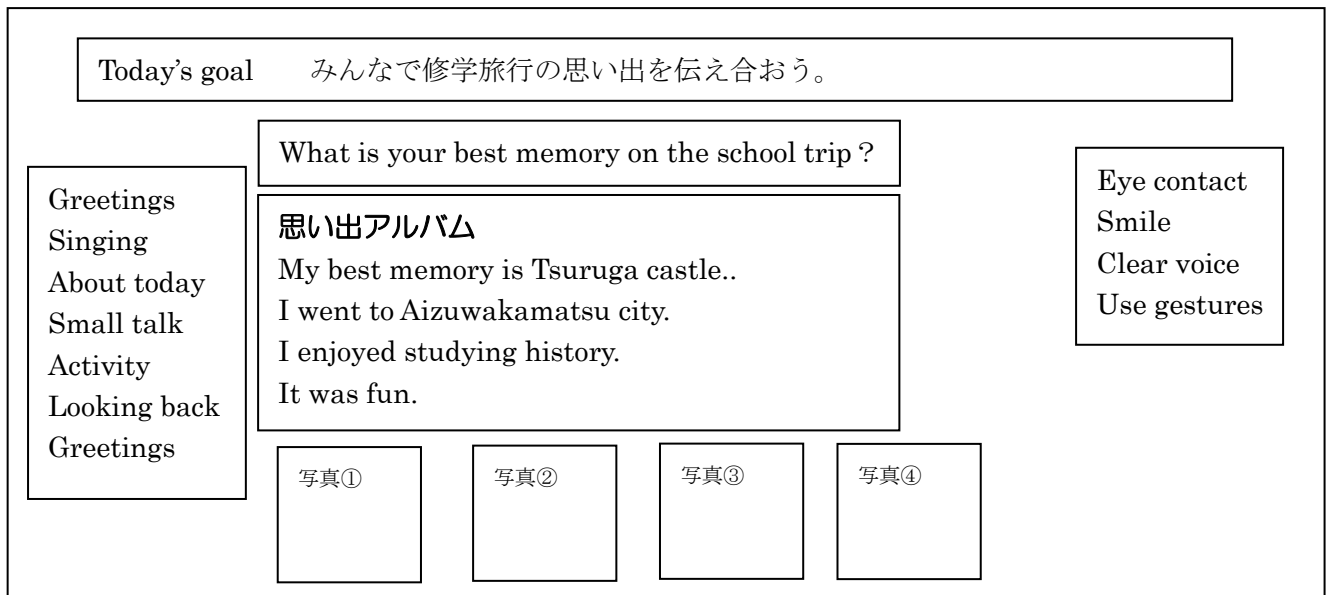 Today's goal　　みんなで修学旅行の思い出を伝え合おう。
What is your best memory on the school trip？
Greetings
Singing
About today
Small talk
Activity
Looking back
Greetings
思い出アルバム
My best memory is Tsuruga castle..
I went to Aizuwakamatsu city.
I enjoyed studying history.
It was fun.
Eye contact
Smile
Clear voice
Use gestures
写真①
写真②
写真③
写真④